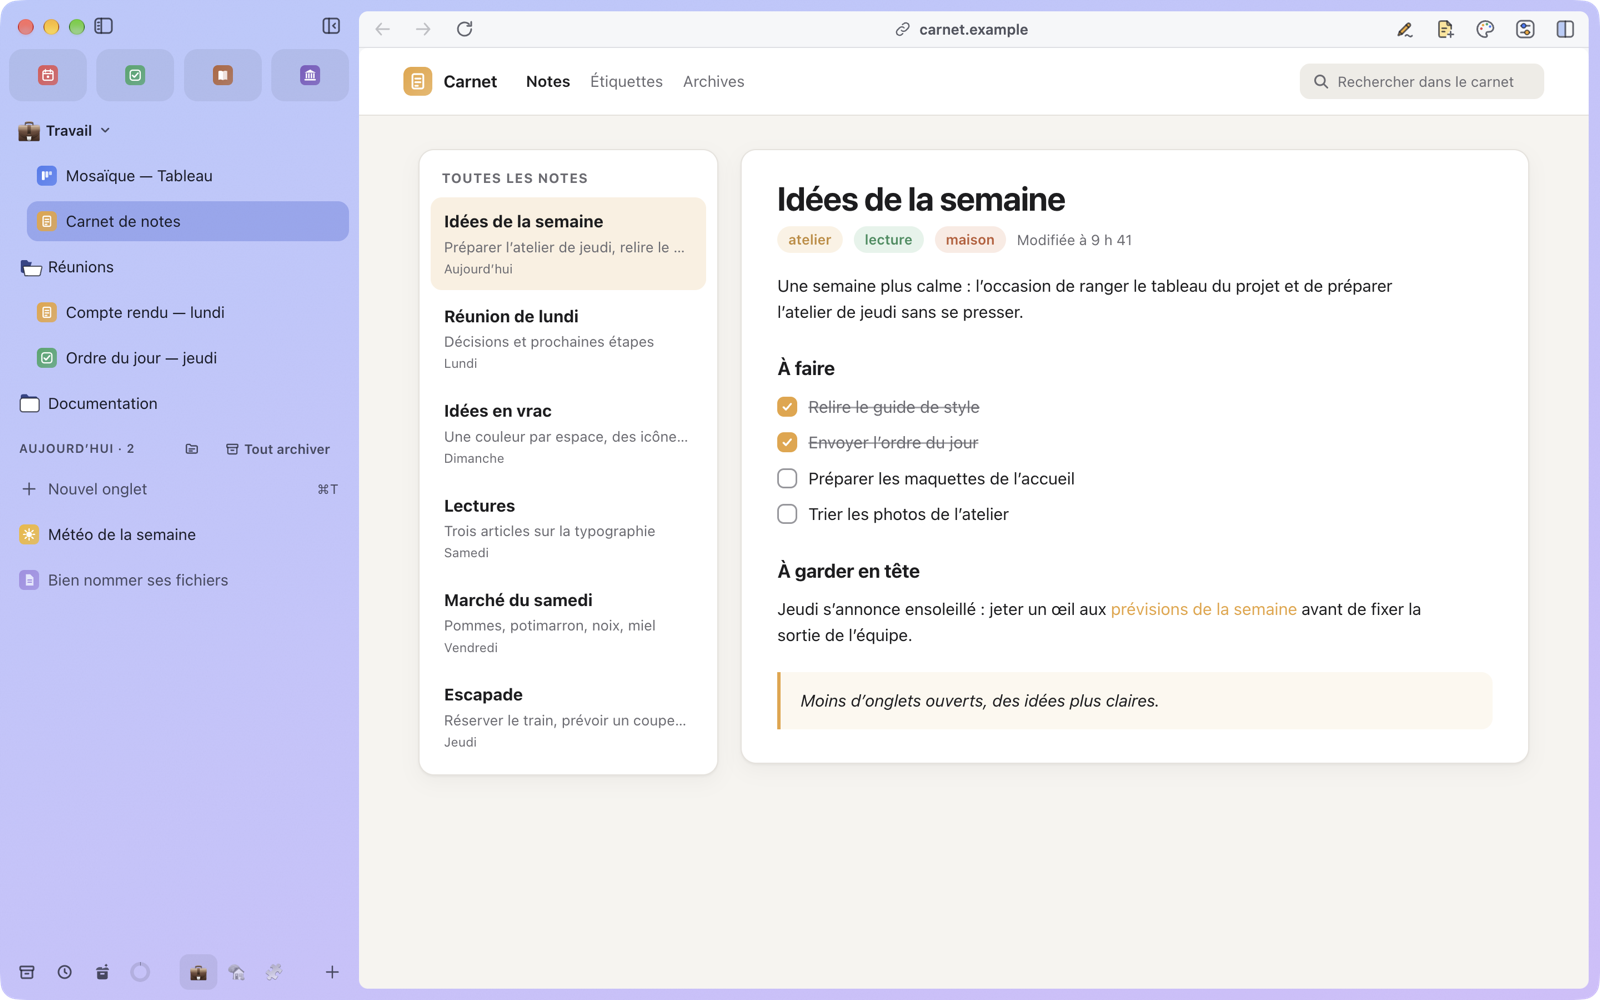 Travail
Mosaïque — Tableau
Carnet de notes
Réunions
Compte rendu — lundi
Ordre du jour — jeudi
Documentation
AUJOURD’HUI · 2
Tout archiver
Nouvel onglet
⌘T
Météo de la semaine
Bien nommer ses fichiers
carnet.example
Carnet
Notes
Étiquettes
Archives
Rechercher dans le carnet
TOUTES LES NOTES
Idées de la semaine
Préparer l’atelier de jeudi, relire le ...
Aujourd’hui
Réunion de lundi
Décisions et prochaines étapes
Lundi
Idées en vrac
Une couleur par espace, des icône...
Dimanche
Lectures
Trois articles sur la typographie
Samedi
Marché du samedi
Pommes, potimarron, noix, miel
Vendredi
Escapade
Réserver le train, prévoir un coupe...
Jeudi
Idées de la semaine
atelier
lecture
maison
Modifiée à 9 h 41
Une semaine plus calme : l’occasion de ranger le tableau du projet et de préparer
l’atelier de jeudi sans se presser.
À faire
Relire le guide de style
Envoyer l’ordre du jour
Préparer les maquettes de l’accueil
Trier les photos de l’atelier
À garder en tête
Jeudi s’annonce ensoleillé : jeter un œil aux prévisions de la semaine avant de fixer la
sortie de l’équipe.
Moins d’onglets ouverts, des idées plus claires.